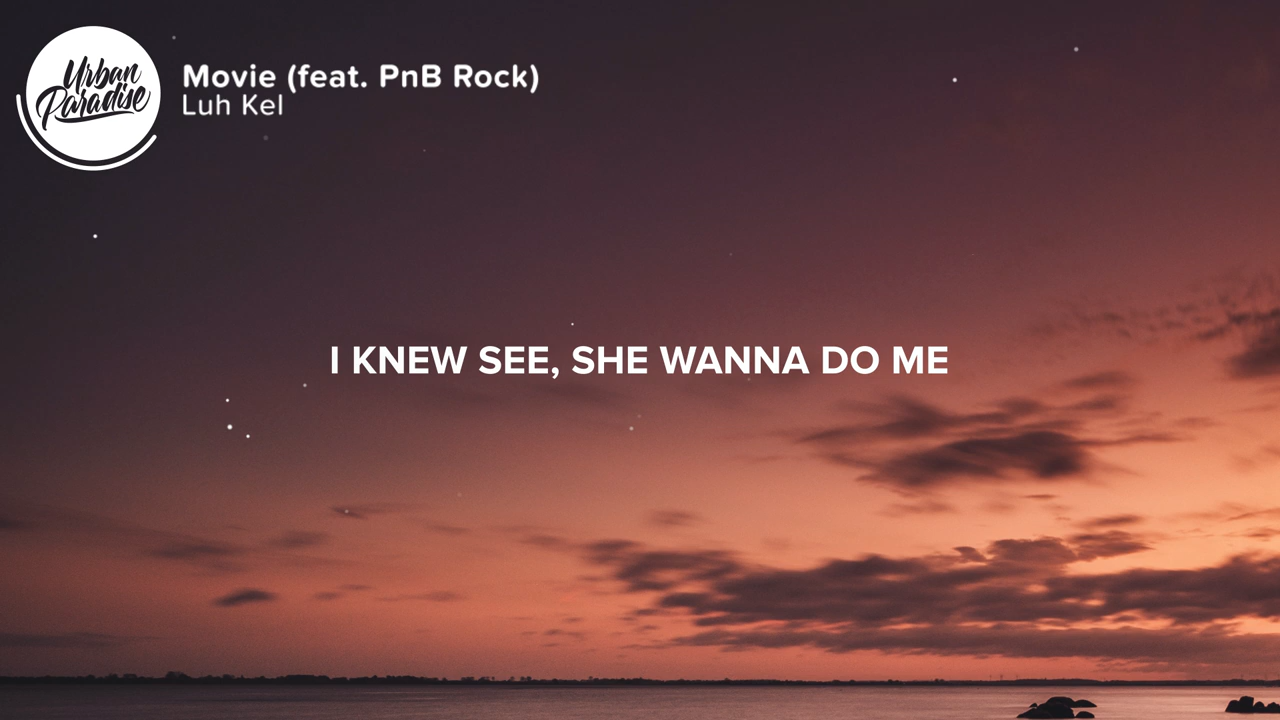 Urban
Paradise
Movie (feat. PnB Rock)
Luh Kel
I KNEW SEE, SHE WANNA DO ME